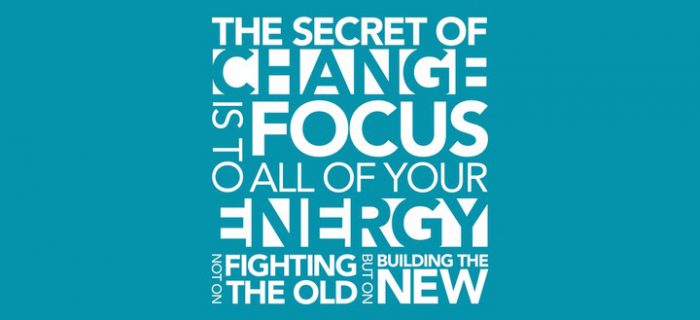 THE SECRET OF
CHANGE
IS TO
FOCUS
ALL OF YOUR
ENERGY
NOT ON
FIGHTING
THE OLD
BUT ON
BUILDING THE
NEW